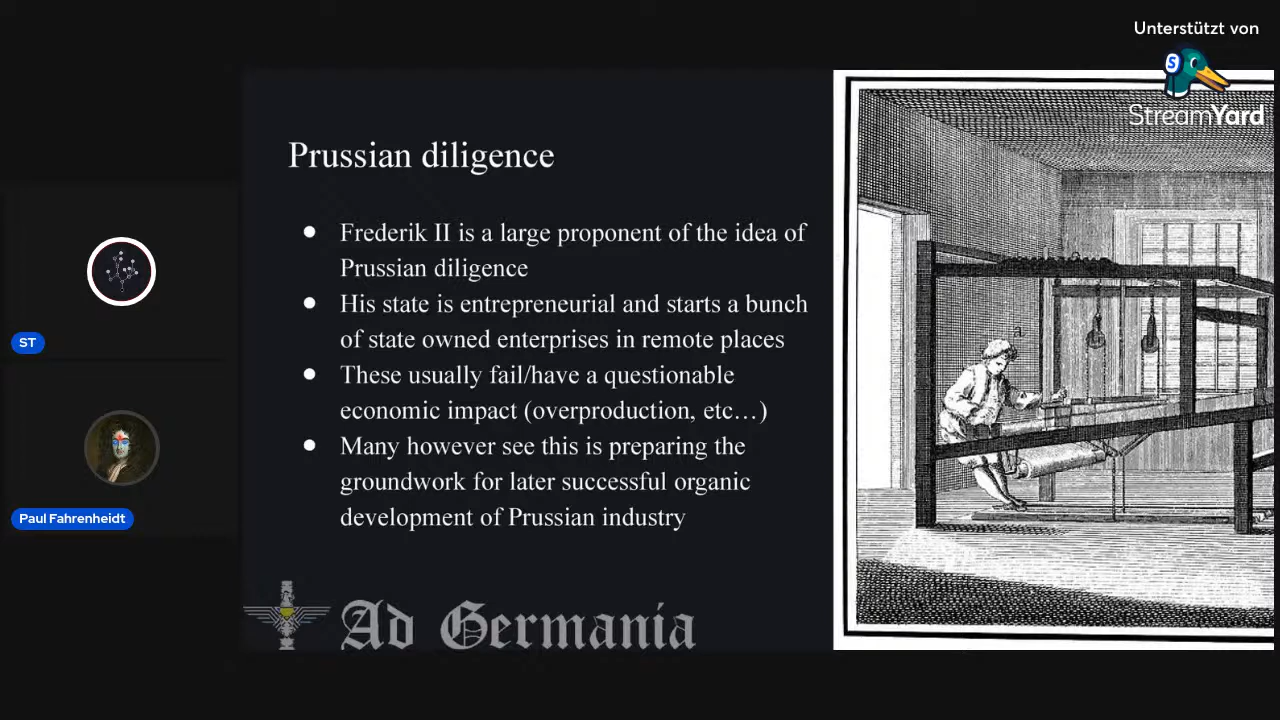 Unterstützt von
StreamYard
Prussian diligence
● Frederik II is a large proponent of the idea of
Prussian diligence
● His state is entrepreneurial and starts a bunch
of state owned enterprises in remote places
● These usually fail/have a questionable
economic impact (overproduction, etc…)
● Many however see this is preparing the
groundwork for later successful organic
development of Prussian industry
Ad Germania
ST
Paul Fahrenheidt